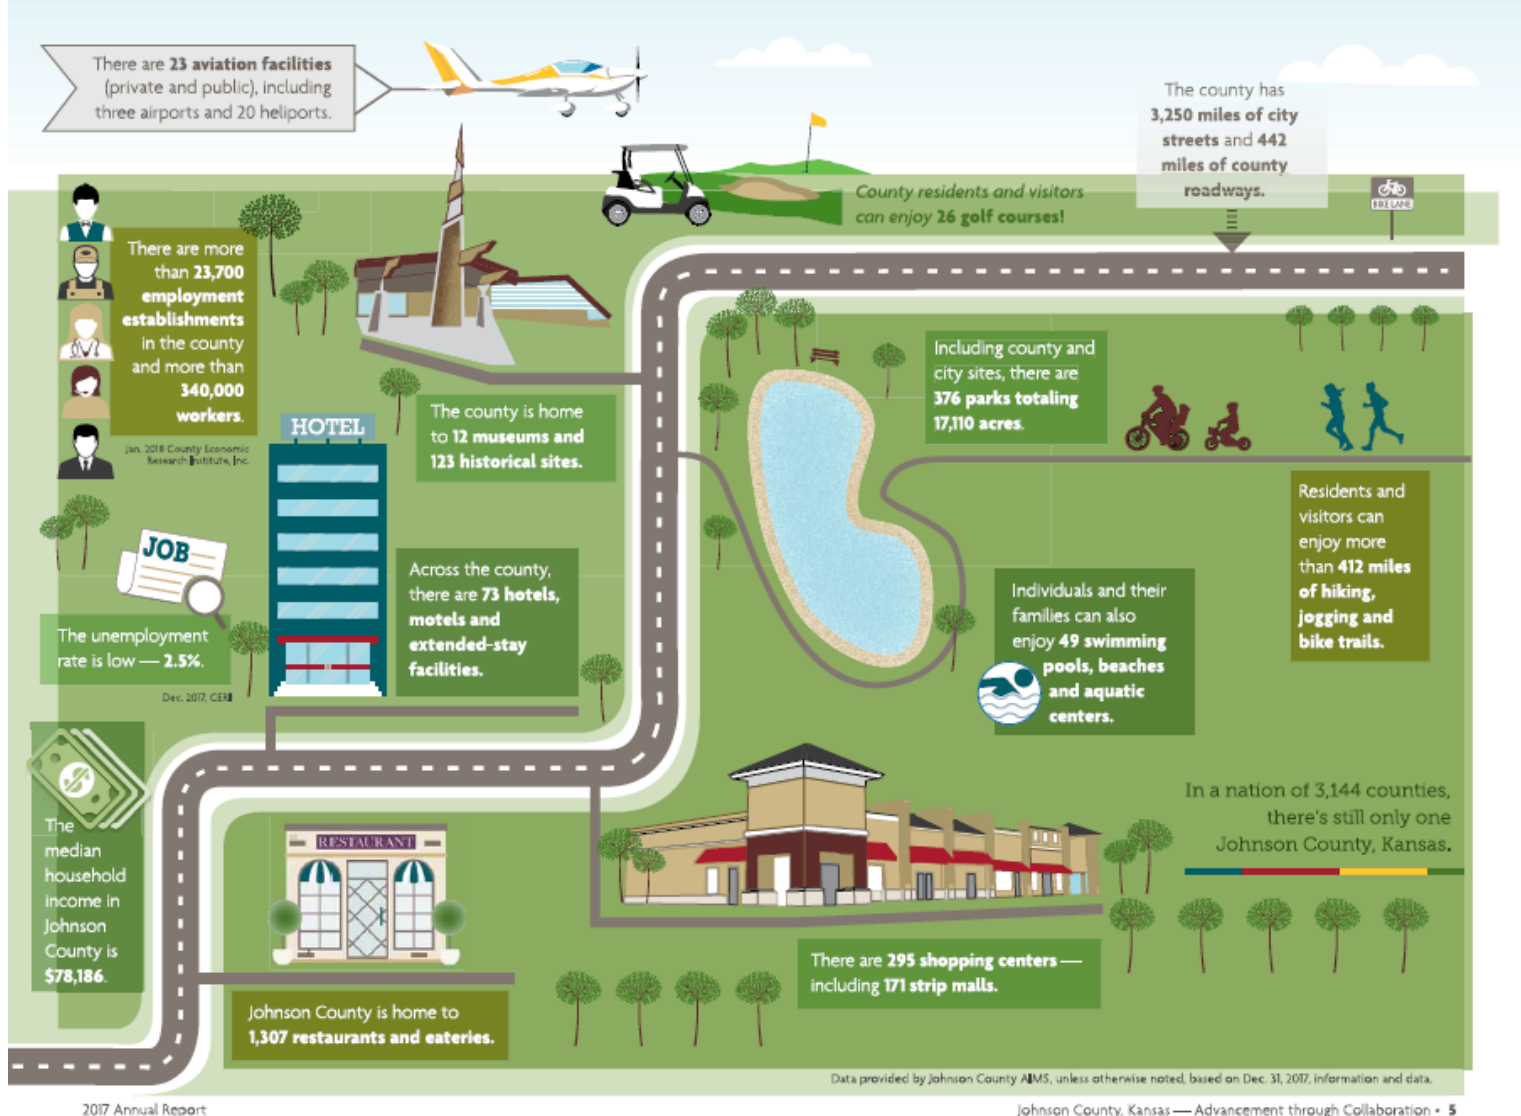 There are 23 aviation facilities
(private and public), including
three airports and 20 heliports.
The county has
3,250 miles of city
streets and 442
miles of county
roadways.
BIKE LANE
County residents and visitors
can enjoy 26 golf courses!
There are more
than 23,700
employment
establishments
in the county
and more than
340,000
workers.
Jan. 2018 County Economic
Research Institute, Inc.
HOTEL
The county is home
to 12 museums and
123 historical sites.
Including county and
city sites, there are
376 parks totaling
17,110 acres.
Residents and
visitors can
enjoy more
than 412 miles
of hiking,
jogging and
bike trails.
JOB
The unemployment
rate is low — 2.5%.
Dec. 2017, CERI
Across the county,
there are 73 hotels,
motels and
extended-stay
facilities.
Individuals and their
families can also
enjoy 49 swimming
pools, beaches
and aquatic
centers.
The
median
household
income in
Johnson
County is
$78,186.
RESTAURANT
Johnson County is home to
1,307 restaurants and eateries.
There are 295 shopping centers —
including 171 strip malls.
In a nation of 3,144 counties,
there's still only one
Johnson County, Kansas.
Data provided by Johnson County AIMS, unless otherwise noted, based on Dec. 31, 2017, information and data.
2017 Annual Report
Johnson County, Kansas — Advancement through Collaboration • 5